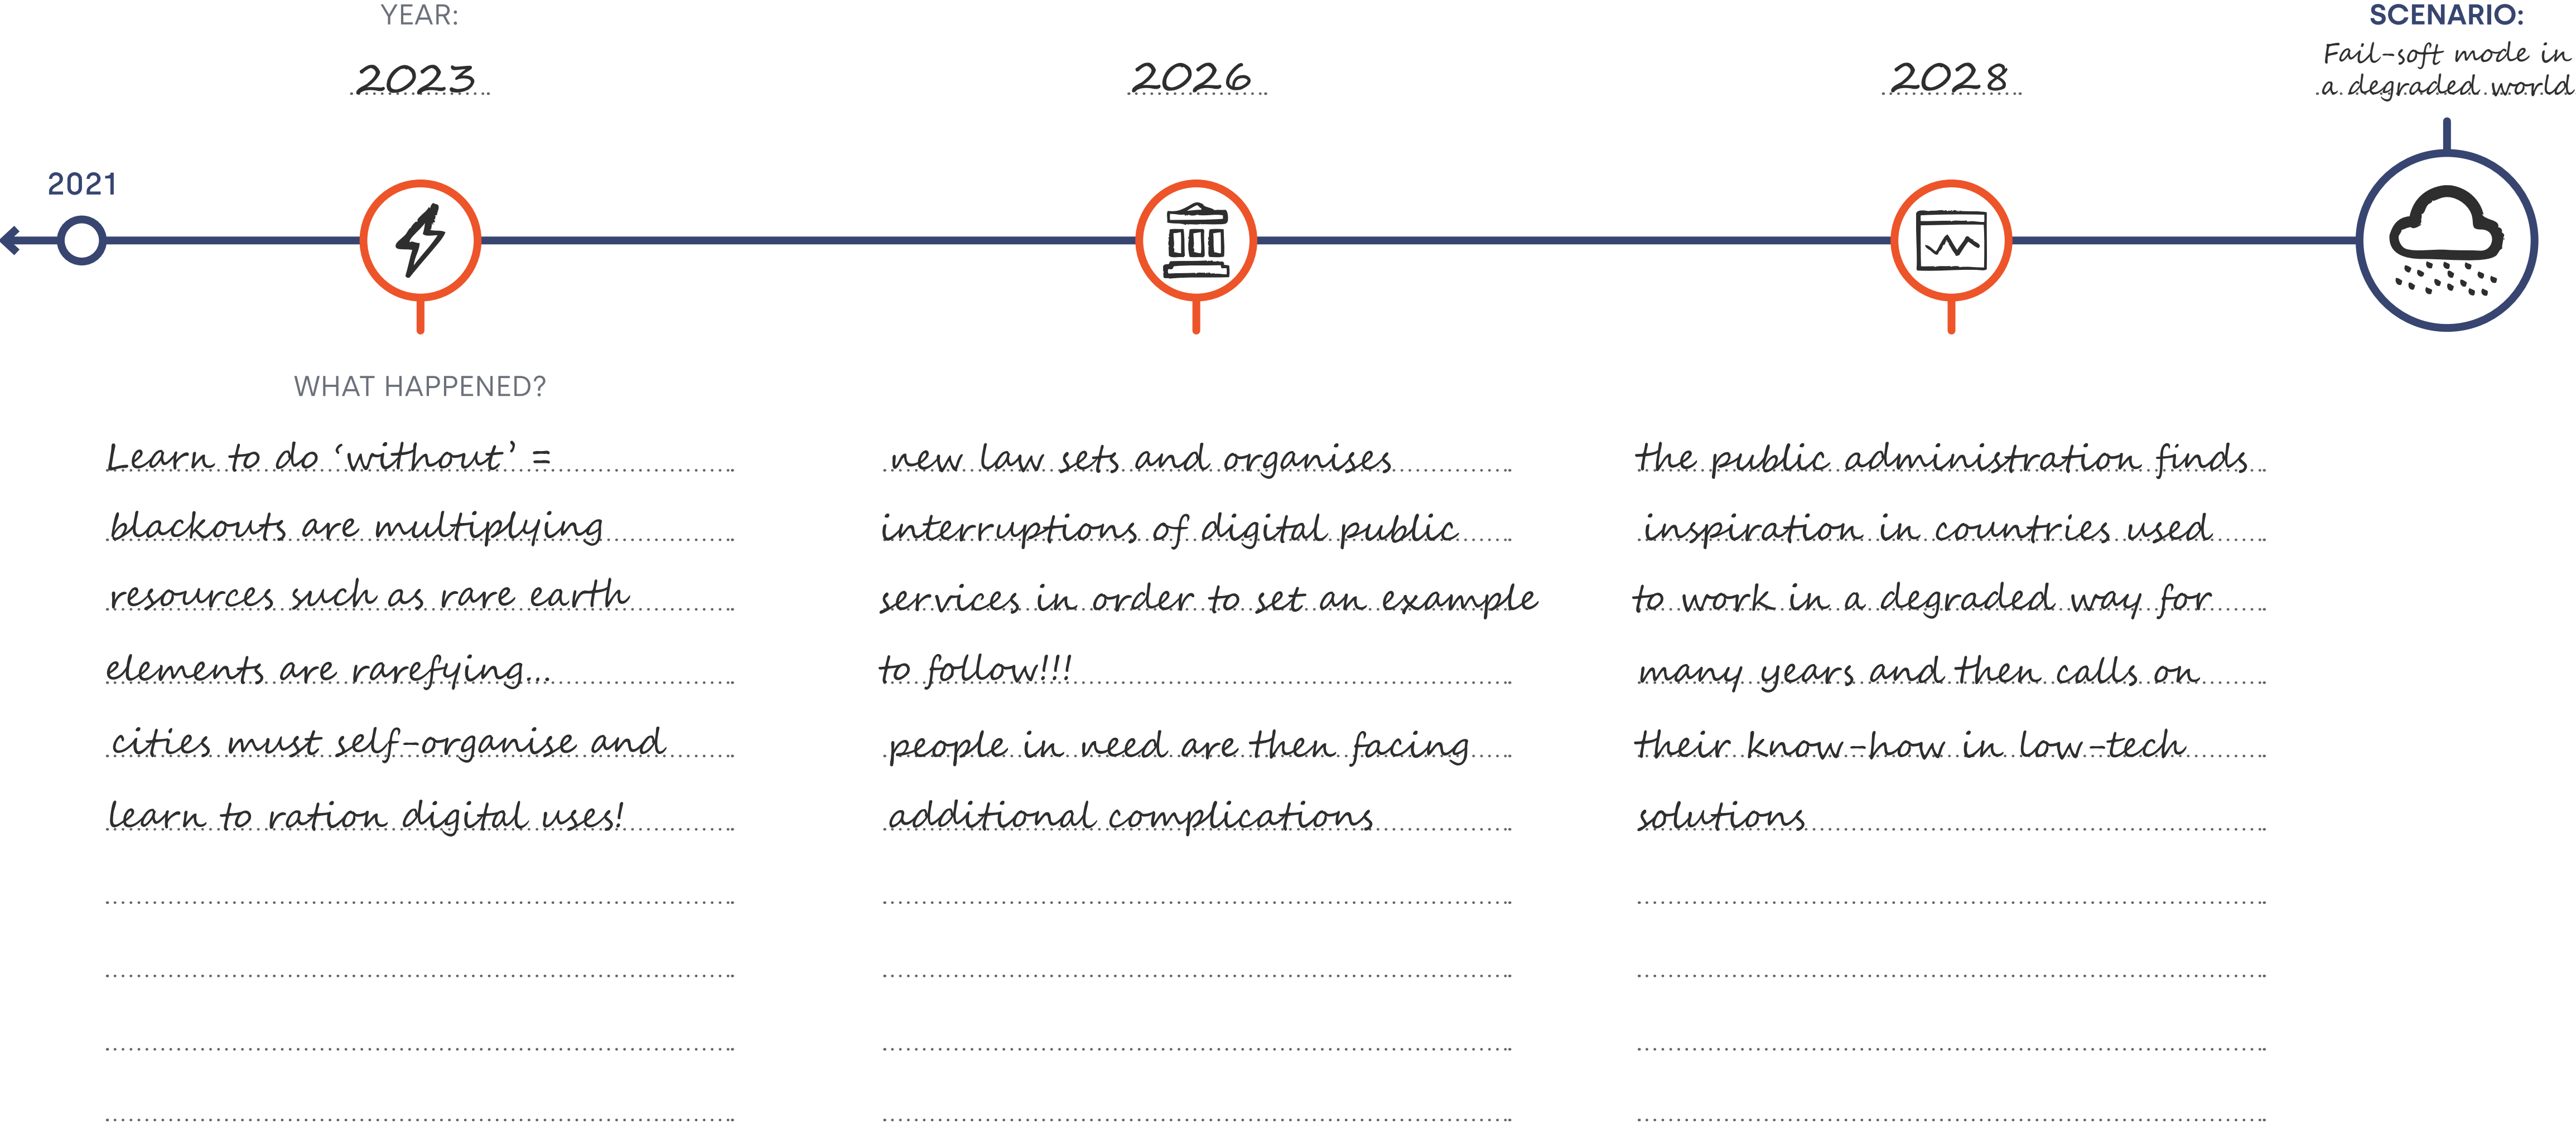 YEAR:
2023
2026
2028
SCENARIO:
Fail-soft mode in
a degraded world
2021
WHAT HAPPENED?
Learn to do ‘without’ =
blackouts are multiplying
resources such as rare earth
elements are rarefying...
cities must self-organise and
learn to ration digital uses!
new law sets and organises
interruptions of digital public
services in order to set an example
to follow!!!
people in need are then facing
additional complications
the public administration finds
inspiration in countries used
to work in a degraded way for
many years and then calls on
their know-how in low-tech
solutions